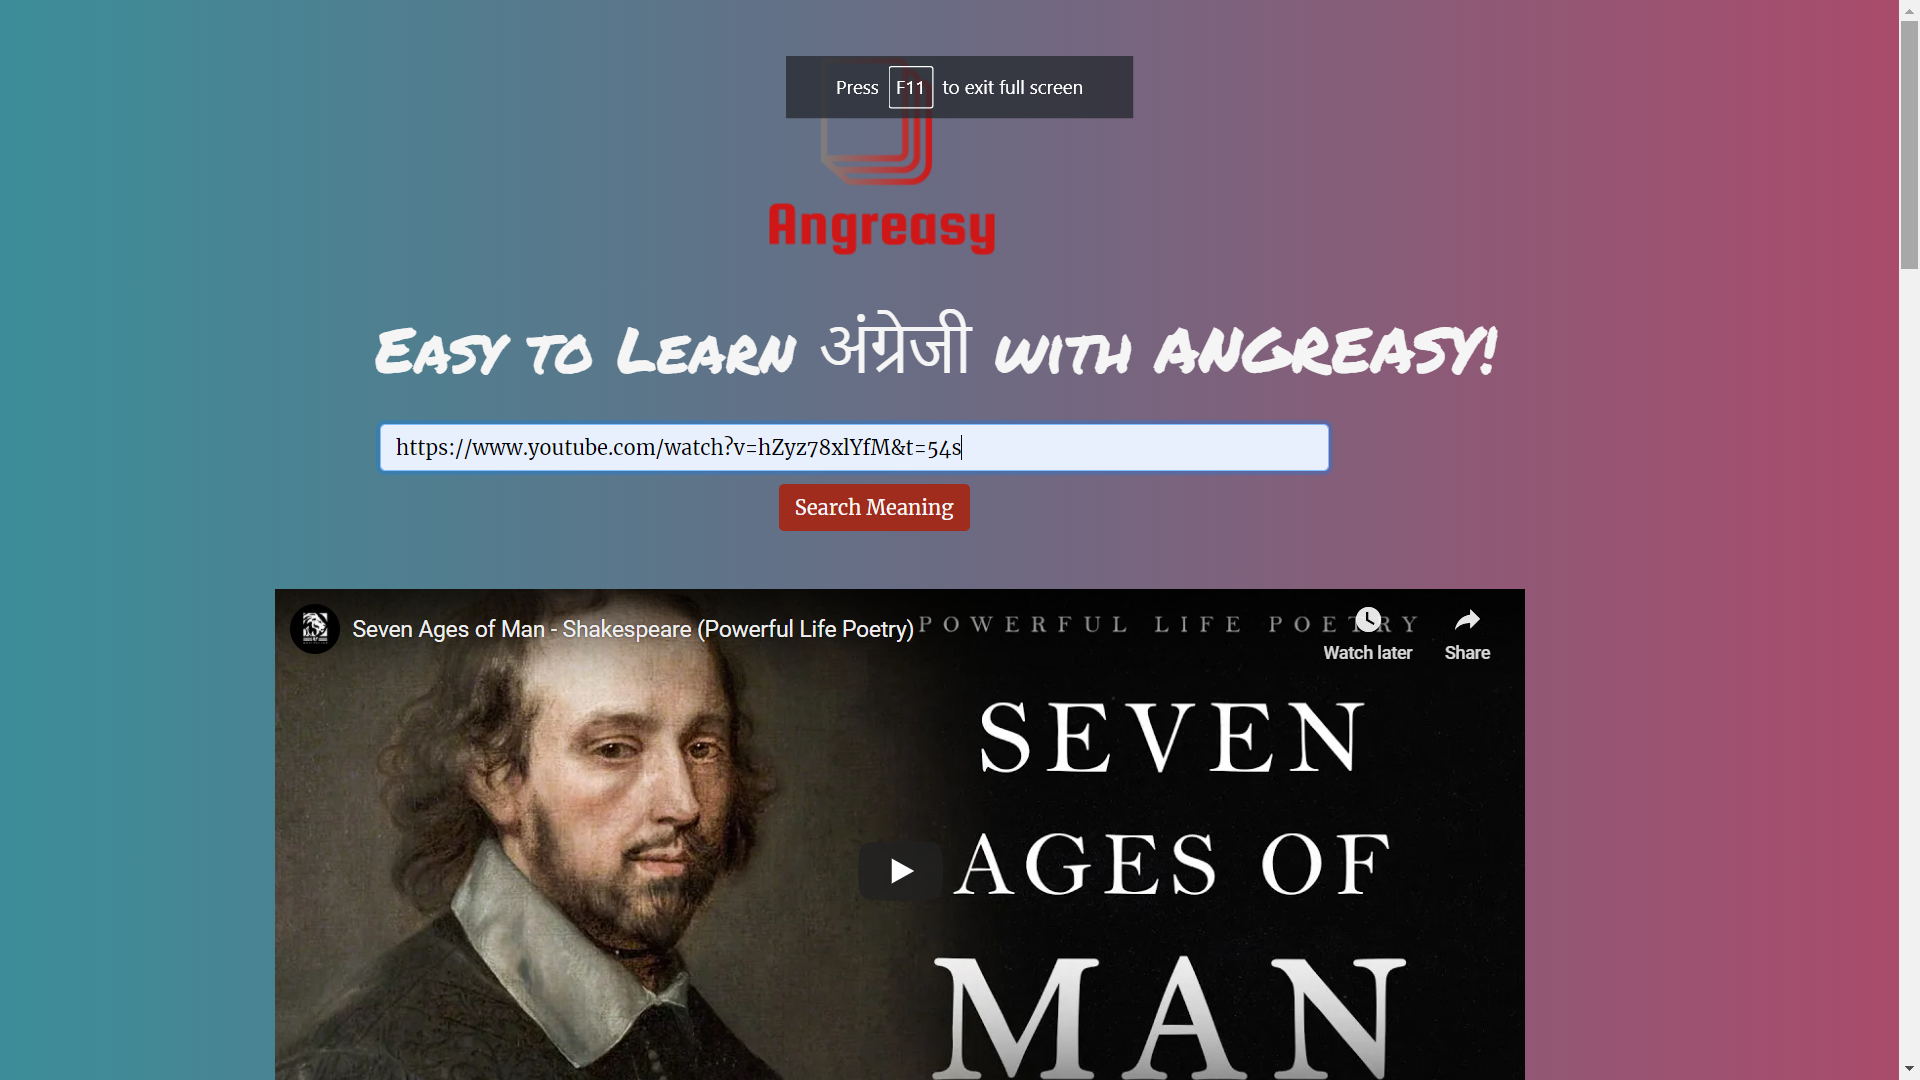 Press F11 to exit full screen
Angreasy
Easy to Learn अंग्रेजी with ANGREASY!
https://www.youtube.com/watch?v=hZyz78xlYfM&t=54s
Search Meaning
Seven Ages of Man - Shakespeare (Powerful Life Poetry)
POWERFUL LIFE POETRY
Watch later
Share
SEVEN
AGES OF
MAN